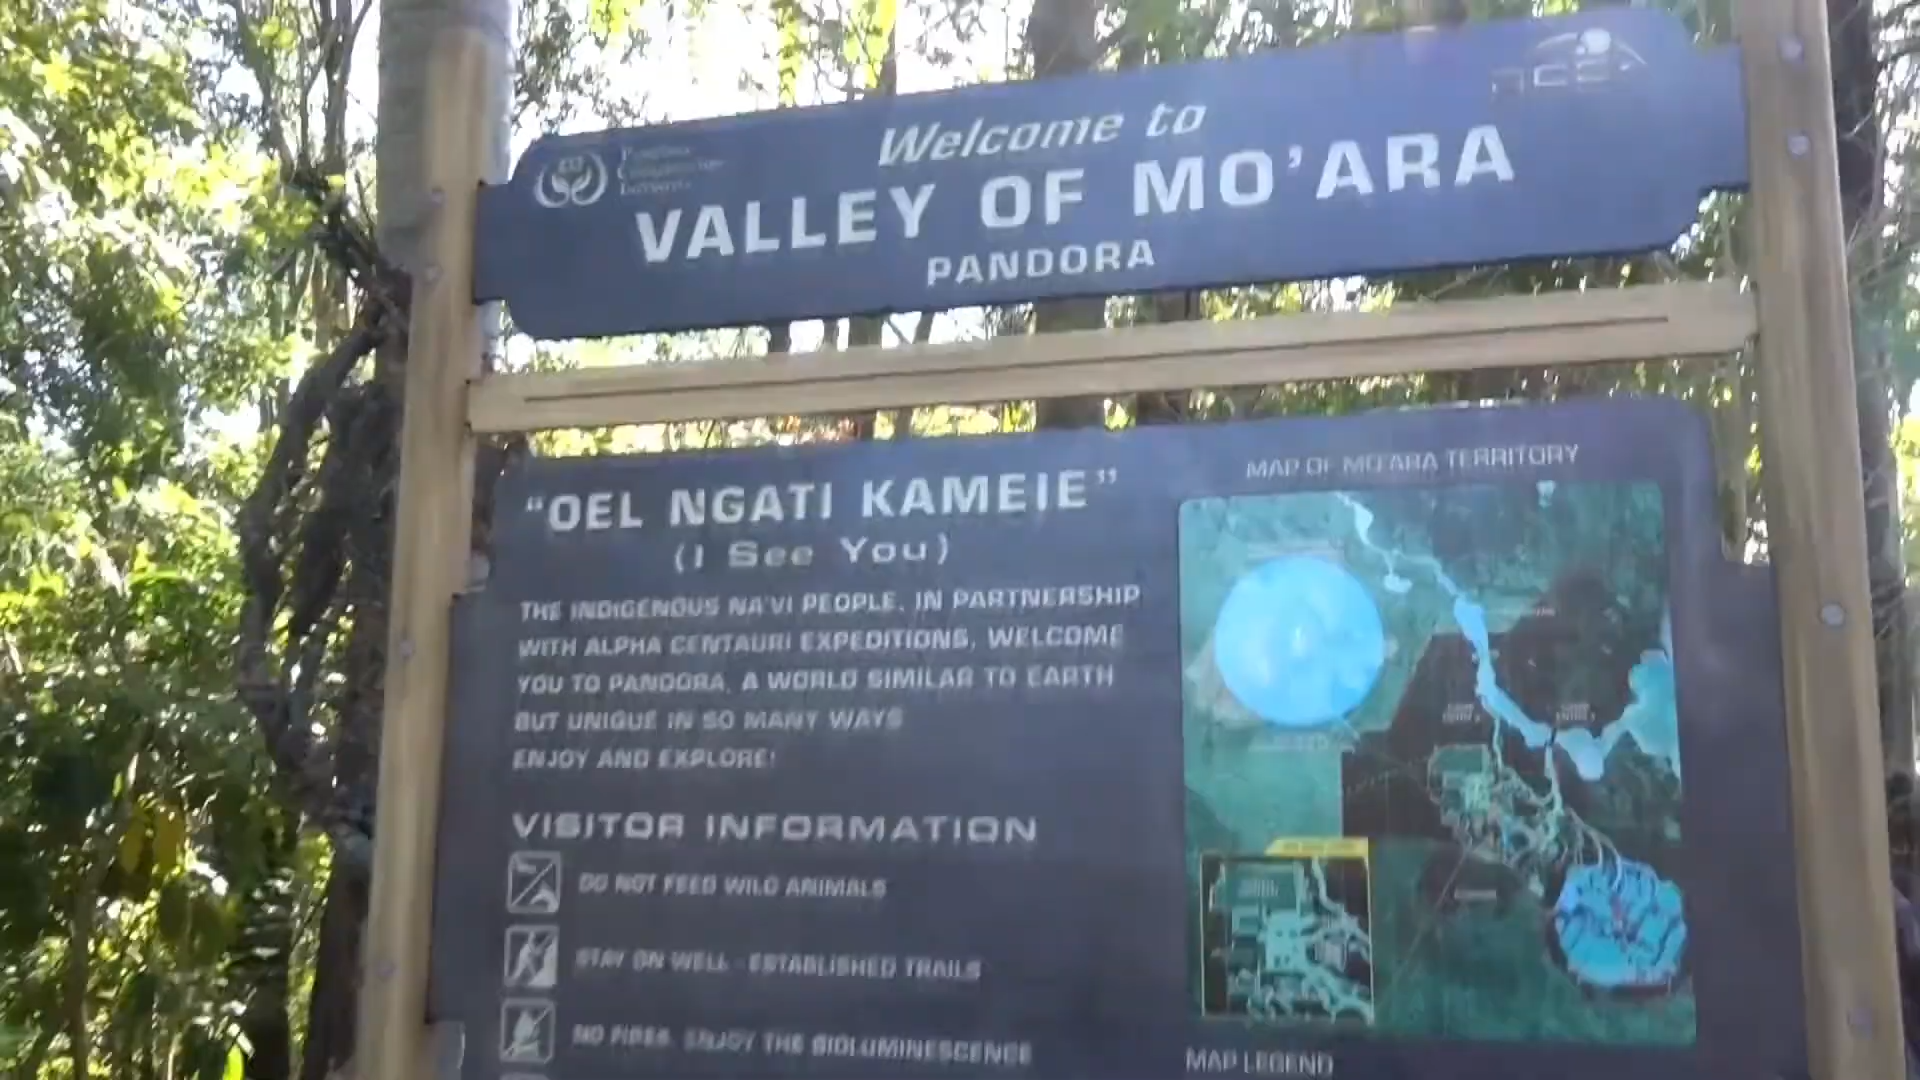 Welcome to
VALLEY OF MO'ARA
PANDORA
ACE
"OEL NGATI KAMEIE"
(I See You)
THE INDIGENOUS NA'VI PEOPLE, IN PARTNERSHIP
WITH ALPHA CENTAURI EXPEDITIONS, WELCOME
YOU TO PANDORA, A WORLD SIMILAR TO EARTH
BUT UNIQUE IN SO MANY WAYS
ENJOY AND EXPLORE!
VISITOR INFORMATION
DO NOT FEED WILD ANIMALS
STAY ON WELL-ESTABLISHED TRAILS
NO FIRES. ENJOY THE BIOLUMINESCENCE
MAP OF MO'ARA TERRITORY
MAP LEGEND